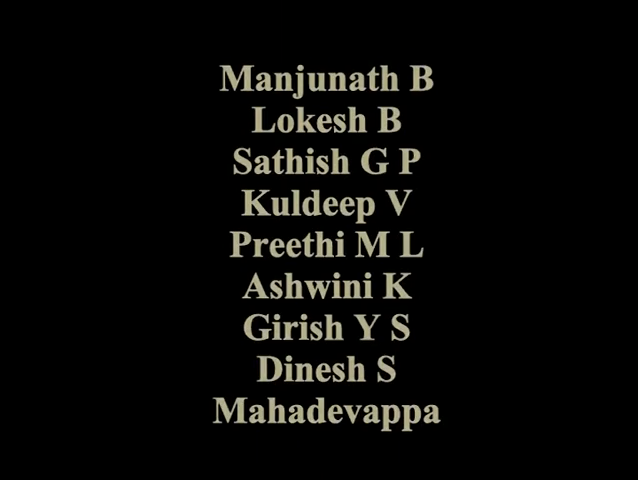 Manjunath B
Lokesh B
Sathish G P
Kuldeep V
Preethi M L
Ashwini K
Girish Y S
Dinesh S
Mahadevappa